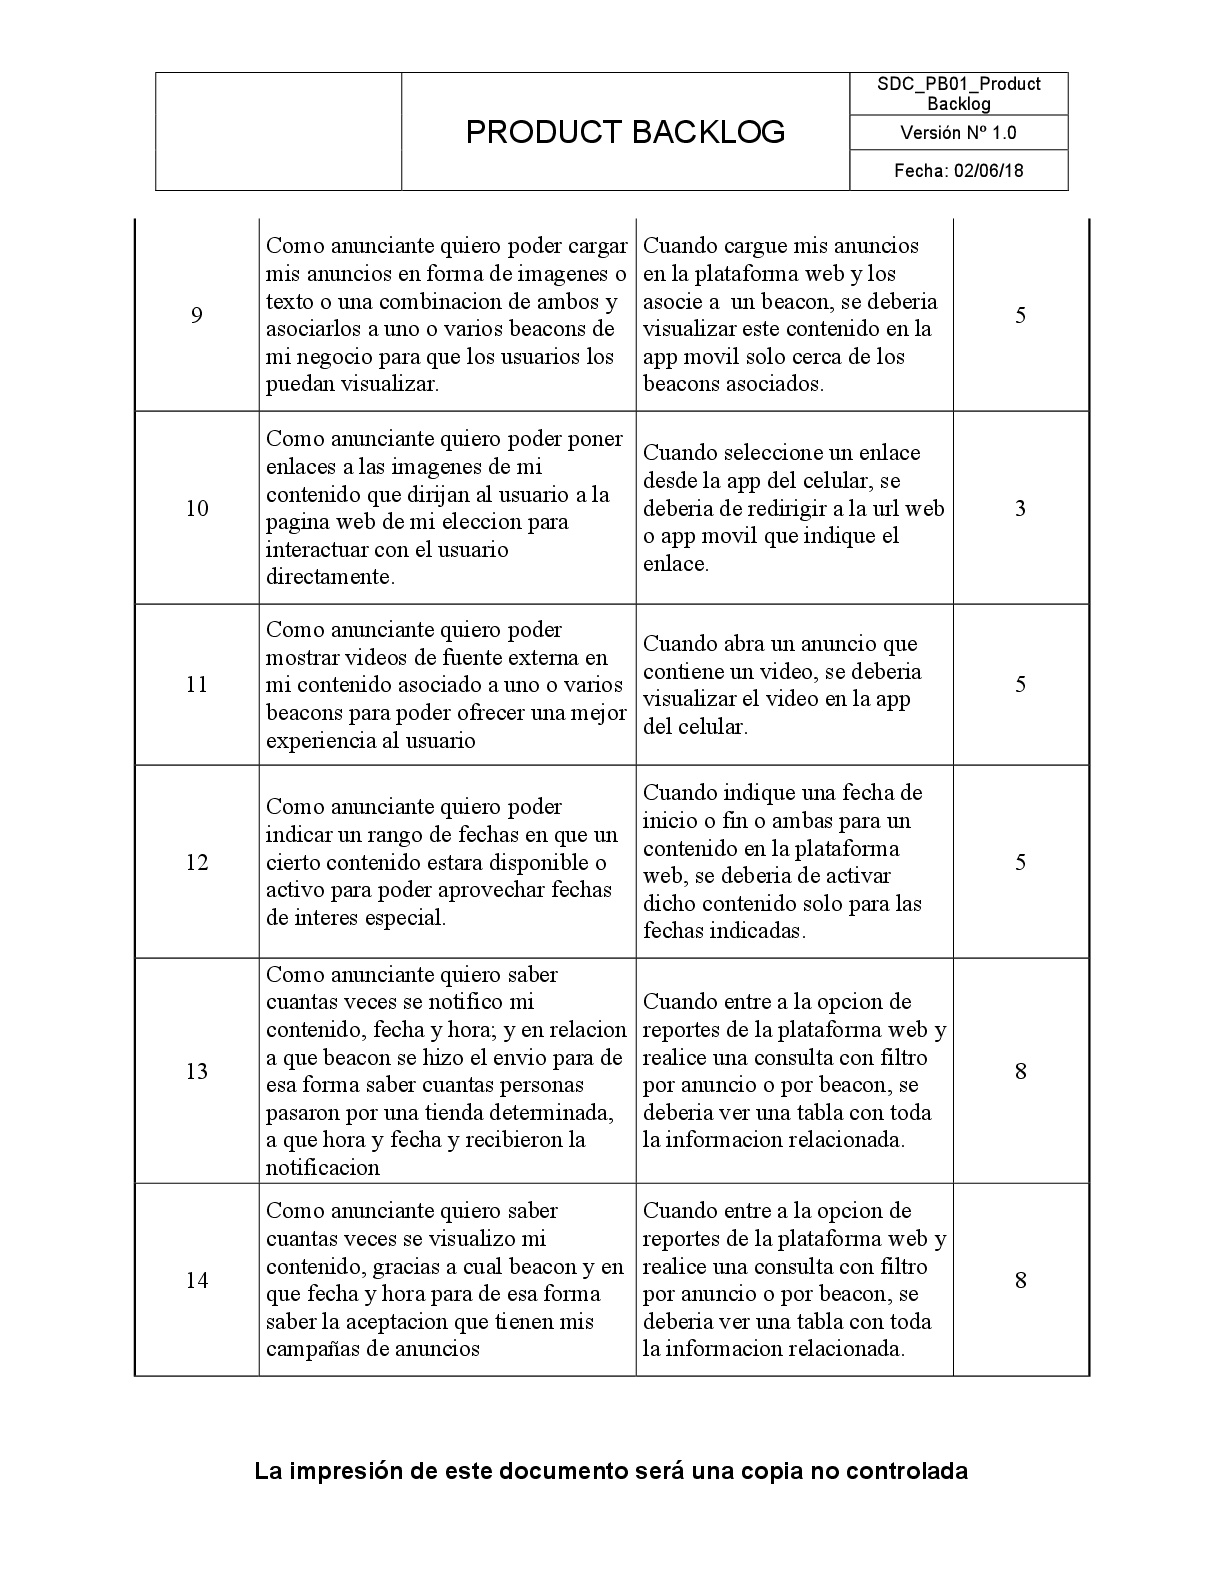 PRODUCT BACKLOG
SDC_PB01_Product
Backlog
Versión Nº 1.0
Fecha: 02/06/18
9
Como anunciante quiero poder cargar
mis anuncios en forma de imagenes o
texto o una combinacion de ambos y
asociarlos a uno o varios beacons de
mi negocio para que los usuarios los
puedan visualizar.
Cuando cargue mis anuncios
en la plataforma web y los
asocie a  un beacon, se deberia
visualizar este contenido en la
app movil solo cerca de los
beacons asociados.
5
10
Como anunciante quiero poder poner
enlaces a las imagenes de mi
contenido que dirijan al usuario a la
pagina web de mi eleccion para
interactuar con el usuario
directamente.
Cuando seleccione un enlace
desde la app del celular, se
deberia de redirigir a la url web
o app movil que indique el
enlace.
3
11
Como anunciante quiero poder
mostrar videos de fuente externa en
mi contenido asociado a uno o varios
beacons para poder ofrecer una mejor
experiencia al usuario
Cuando abra un anuncio que
contiene un video, se deberia
visualizar el video en la app
del celular.
5
12
Como anunciante quiero poder
indicar un rango de fechas en que un
cierto contenido estara disponible o
activo para poder aprovechar fechas
de interes especial.
Cuando indique una fecha de
inicio o fin o ambas para un
contenido en la plataforma
web, se deberia de activar
dicho contenido solo para las
fechas indicadas.
5
13
Como anunciante quiero saber
cuantas veces se notifico mi
contenido, fecha y hora; y en relacion
a que beacon se hizo el envio para de
esa forma saber cuantas personas
pasaron por una tienda determinada,
a que hora y fecha y recibieron la
notificacion
Cuando entre a la opcion de
reportes de la plataforma web y
realice una consulta con filtro
por anuncio o por beacon, se
deberia ver una tabla con toda
la informacion relacionada.
8
14
Como anunciante quiero saber
cuantas veces se visualizo mi
contenido, gracias a cual beacon y en
que fecha y hora para de esa forma
saber la aceptacion que tienen mis
campañas de anuncios
Cuando entre a la opcion de
reportes de la plataforma web y
realice una consulta con filtro
por anuncio o por beacon, se
deberia ver una tabla con toda
la informacion relacionada.
8
La impresión de este documento será una copia no controlada